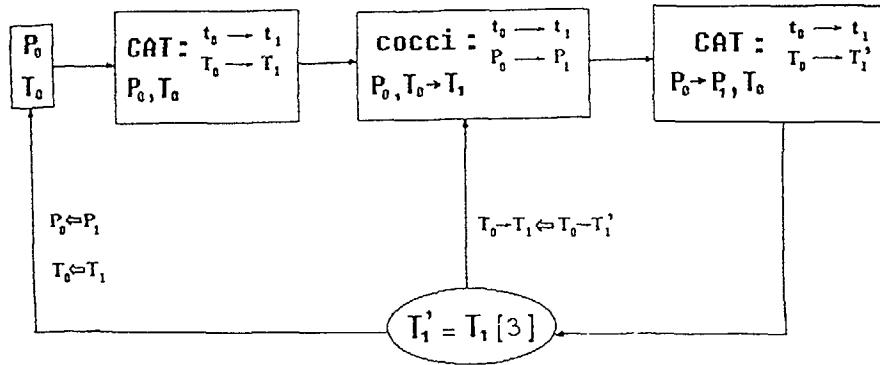 P₀
T₀
CAT: t₀ → t₁
T₀ → T₁
P₀, T₀
cocci: t₀ → t₁
P₀ → P₁
P₀, T₀→T₁
CAT: t₀ → t₁
T₀ → T₁'
P₀→P₁, T₀
P₀⇐P₁
T₀⇐T₁
T₀→T₁⇐T₀→T₁'
T₁' = T₁ [3]